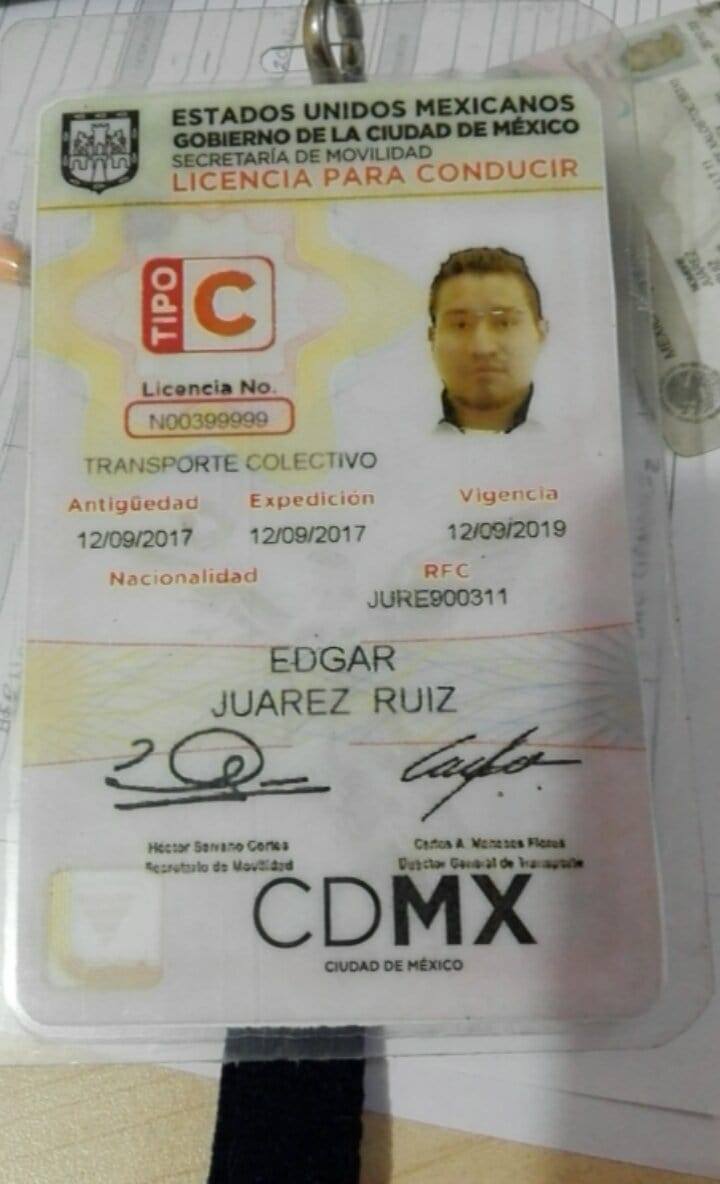 ESTADOS UNIDOS MEXICANOS
GOBIERNO DE LA CIUDAD DE MÉXICO
SECRETARÍA DE MOVILIDAD
LICENCIA PARA CONDUCIR
TIPO C
Licencia No.
N00399999
TRANSPORTE COLECTIVO
Antigüedad Expedición Vigencia
12/09/2017 12/09/2017 12/09/2019
Nacionalidad RFC
JURE900311
EDGAR
JUAREZ RUIZ
Héctor Serrano Cortes Carlos A. Meneses Flores
Secretario de Movilidad Director General de Transporte
CDMX
CIUDAD DE MÉXICO